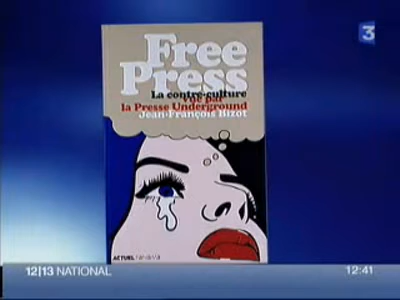 3
Free
Press
La contre-culture
vue par
la Presse Underground
Jean-François Bizot
ACTUEL
12|13 NATIONAL
12:41